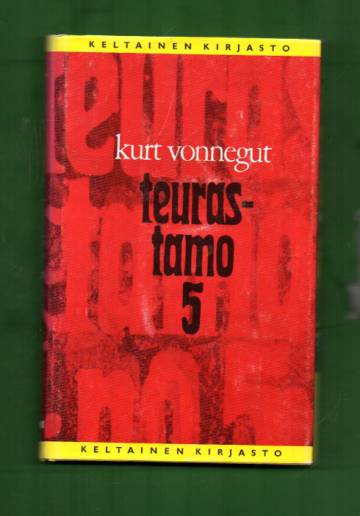 KELTAINEN KIRJASTO
kurt vonnegut
teuras-
tamo
5
KELTAINEN KIRJASTO